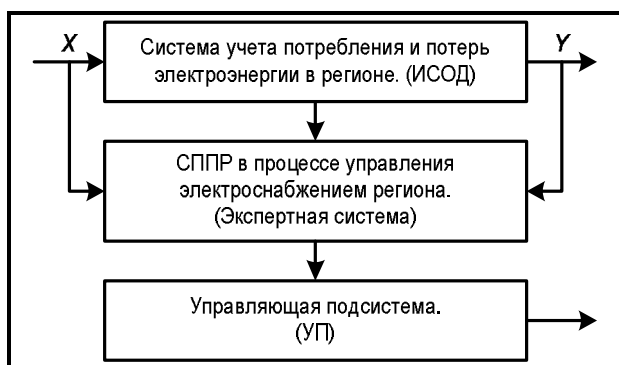 X
Система учета потребления и потерь
электроэнергии в регионе. (ИСОД)
Y
СППР в процессе управления
электроснабжением региона.
(Экспертная система)
Управляющая подсистема.
(УП)